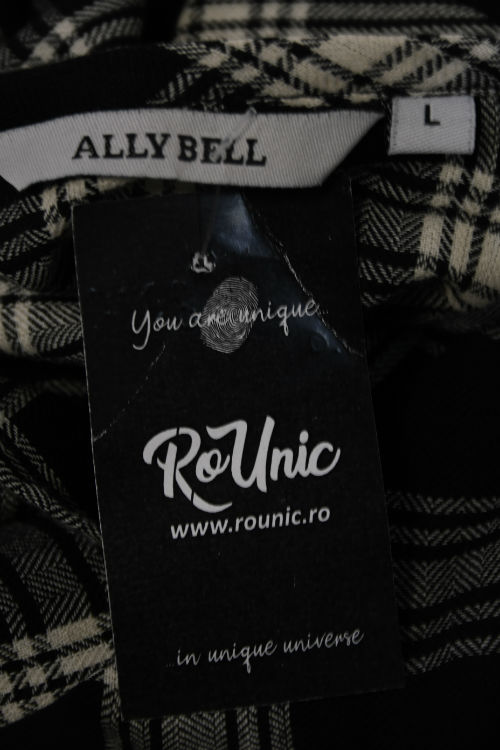 ALLY BELL
L
You are unique...
RoUnic
www.rounic.ro
...in unique universe